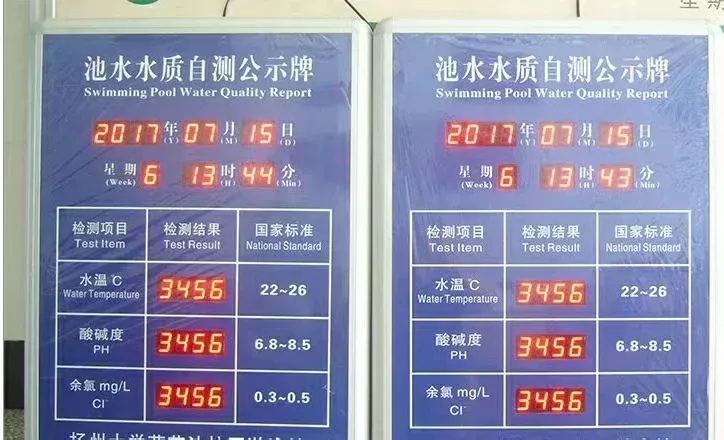 星 期
池水水质自测公示牌
Swimming Pool Water Quality Report
2017年(Y) 07月(M) 15日(D)
星期(Week) 6 13时(H) 44分(Min)
检测项目 Test Item 检测结果 Test Result 国家标准 National Standard
水温℃ Water Temperature 3456 22~26
酸碱度 PH 3456 6.8~8.5
余氯 mg/L Cl⁻ 3456 0.3~0.5
扬州大学
池水水质自测公示牌
Swimming Pool Water Quality Report
2017年(Y) 07月(M) 15日(D)
星期(Week) 6 13时(H) 43分(Min)
检测项目 Test Item 检测结果 Test Result 国家标准 National Standard
水温℃ Water Temperature 3456 22~26
酸碱度 PH 3456 6.8~8.5
余氯 mg/L Cl⁻ 3456 0.3~0.5